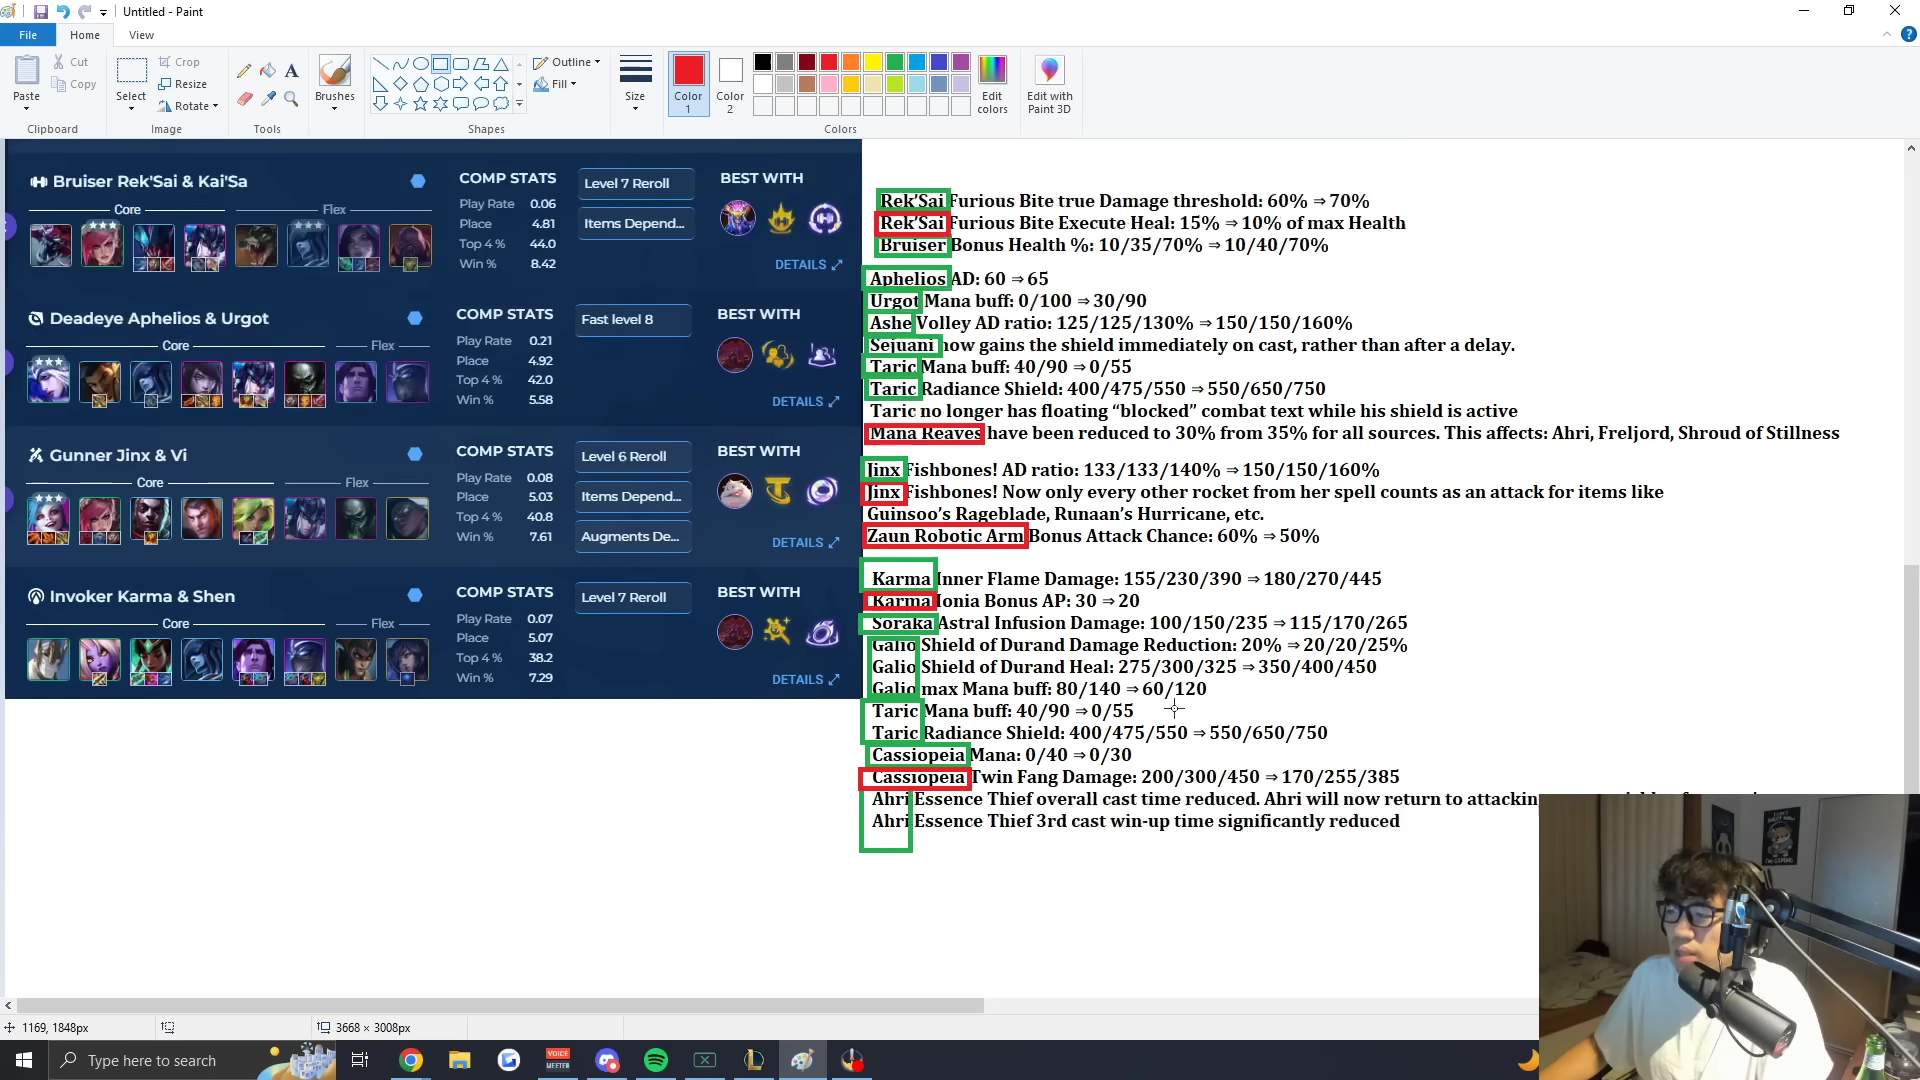 Untitled - Paint
File
Home
View
Paste
Cut
Copy
Clipboard
Select
Crop
Resize
Rotate
Image
Tools
Brushes
Outline
Fill
Shapes
Size
Color 1
Color 2
Edit colors
Colors
Edit with Paint 3D
Bruiser Rek'Sai & Kai'Sa
Core
Flex
COMP STATS
Play Rate 0.06
Place 4.81
Top 4 % 44.0
Win % 8.42
Level 7 Reroll
Items Depend...
BEST WITH
DETAILS
Deadeye Aphelios & Urgot
Core
Flex
COMP STATS
Play Rate 0.21
Place 4.92
Top 4 % 42.0
Win % 5.58
Fast level 8
BEST WITH
DETAILS
Gunner Jinx & Vi
Core
Flex
COMP STATS
Play Rate 0.08
Place 5.03
Top 4 % 40.8
Win % 7.61
Level 6 Reroll
Items Depend...
Augments De...
BEST WITH
DETAILS
Invoker Karma & Shen
Core
Flex
COMP STATS
Play Rate 0.07
Place 5.07
Top 4 % 38.2
Win % 7.29
Level 7 Reroll
BEST WITH
DETAILS
Rek'Sai Furious Bite true Damage threshold: 60% ⇒ 70%
Rek'Sai Furious Bite Execute Heal: 15% ⇒ 10% of max Health
Bruiser Bonus Health %: 10/35/70% ⇒ 10/40/70%
Aphelios AD: 60 ⇒ 65
Urgot Mana buff: 0/100 ⇒ 30/90
Ashe Volley AD ratio: 125/125/130% ⇒ 150/150/160%
Sejuani now gains the shield immediately on cast, rather than after a delay.
Taric Mana buff: 40/90 ⇒ 0/55
Taric Radiance Shield: 400/475/550 ⇒ 550/650/750
Taric no longer has floating “blocked” combat text while his shield is active
Mana Reaves have been reduced to 30% from 35% for all sources. This affects: Ahri, Freljord, Shroud of Stillness
Jinx Fishbones! AD ratio: 133/133/140% ⇒ 150/150/160%
Jinx Fishbones! Now only every other rocket from her spell counts as an attack for items like
Guinsoo's Rageblade, Runaan's Hurricane, etc.
Zaun Robotic Arm Bonus Attack Chance: 60% ⇒ 50%
Karma Inner Flame Damage: 155/230/390 ⇒ 180/270/445
Karma Ionia Bonus AP: 30 ⇒ 20
Soraka Astral Infusion Damage: 100/150/235 ⇒ 115/170/265
Galio Shield of Durand Damage Reduction: 20% ⇒ 20/20/25%
Galio Shield of Durand Heal: 275/300/325 ⇒ 350/400/450
Galio max Mana buff: 80/140 ⇒ 60/120
Taric Mana buff: 40/90 ⇒ 0/55
Taric Radiance Shield: 400/475/550 ⇒ 550/650/750
Cassiopeia Mana: 0/40 ⇒ 0/30
Cassiopeia Twin Fang Damage: 200/300/450 ⇒ 170/255/385
Ahri Essence Thief overall cast time reduced. Ahri will now return to attackin
Ahri Essence Thief 3rd cast win-up time significantly reduced
1169, 1848px
3668 × 3008px
Type here to search
VOICE MEETER